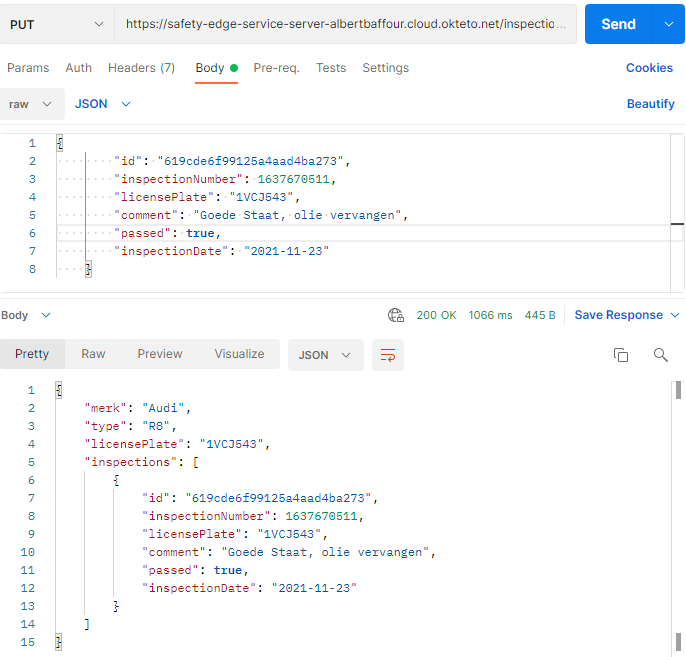 PUT https://safety-edge-service-server-albertbaffour.cloud.okteto.net/inspectio... Send
Params Auth Headers (7) Body Pre-req. Tests Settings Cookies
raw JSON Beautify
1 {
2 "id": "619cde6f99125a4aad4ba273",
3 "inspectionNumber": 1637670511,
4 "licensePlate": "1VCJ543",
5 "comment": "Goede Staat, olie vervangen",
6 "passed": true,
7 "inspectionDate": "2021-11-23"
8 }
Body 200 OK 1066 ms 445 B Save Response
Pretty Raw Preview Visualize JSON
1 {
2 "merk": "Audi",
3 "type": "R8",
4 "licensePlate": "1VCJ543",
5 "inspections": [
6 {
7 "id": "619cde6f99125a4aad4ba273",
8 "inspectionNumber": 1637670511,
9 "licensePlate": "1VCJ543",
10 "comment": "Goede Staat, olie vervangen",
11 "passed": true,
12 "inspectionDate": "2021-11-23"
13 }
14 ]
15 }